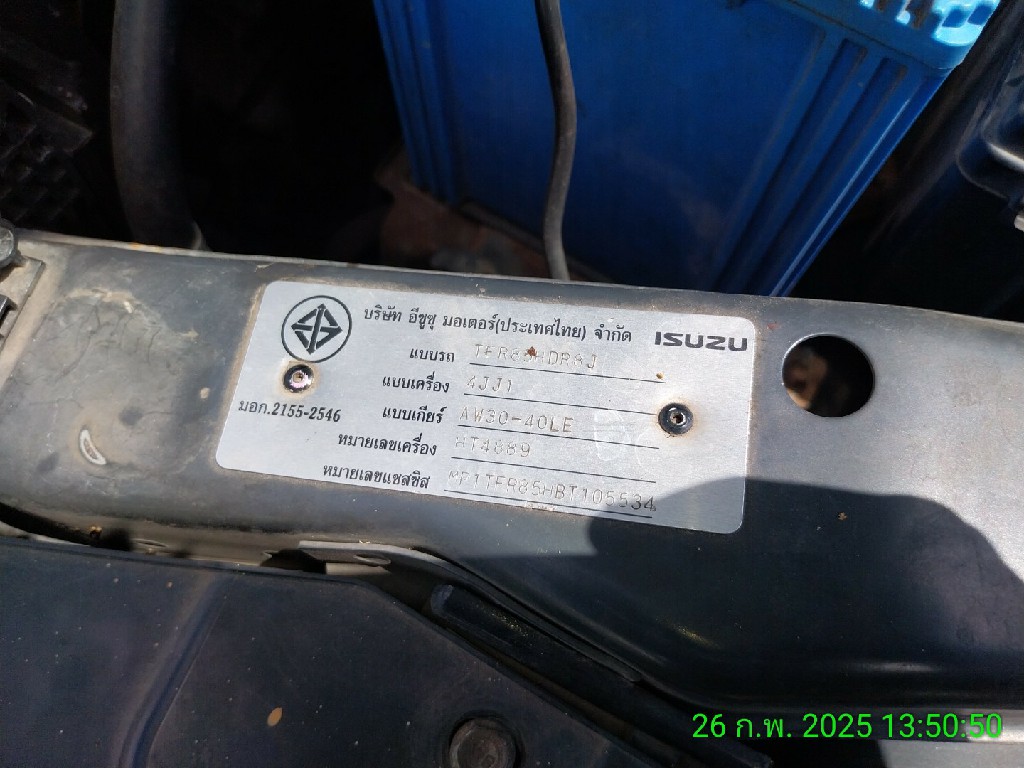 บริษัท อีซูซุ มอเตอร์(ประเทศไทย) จำกัด ISUZU
แบบรถ TFR85HDR8J
แบบเครื่อง 4JJ1
มอก.2155-2546
แบบเกียร์ AW30-40LE
หมายเลขเครื่อง HT4889
หมายเลขแชสซิส MP1TFR85HBT105534
26 ก.พ. 2025 13:50:50